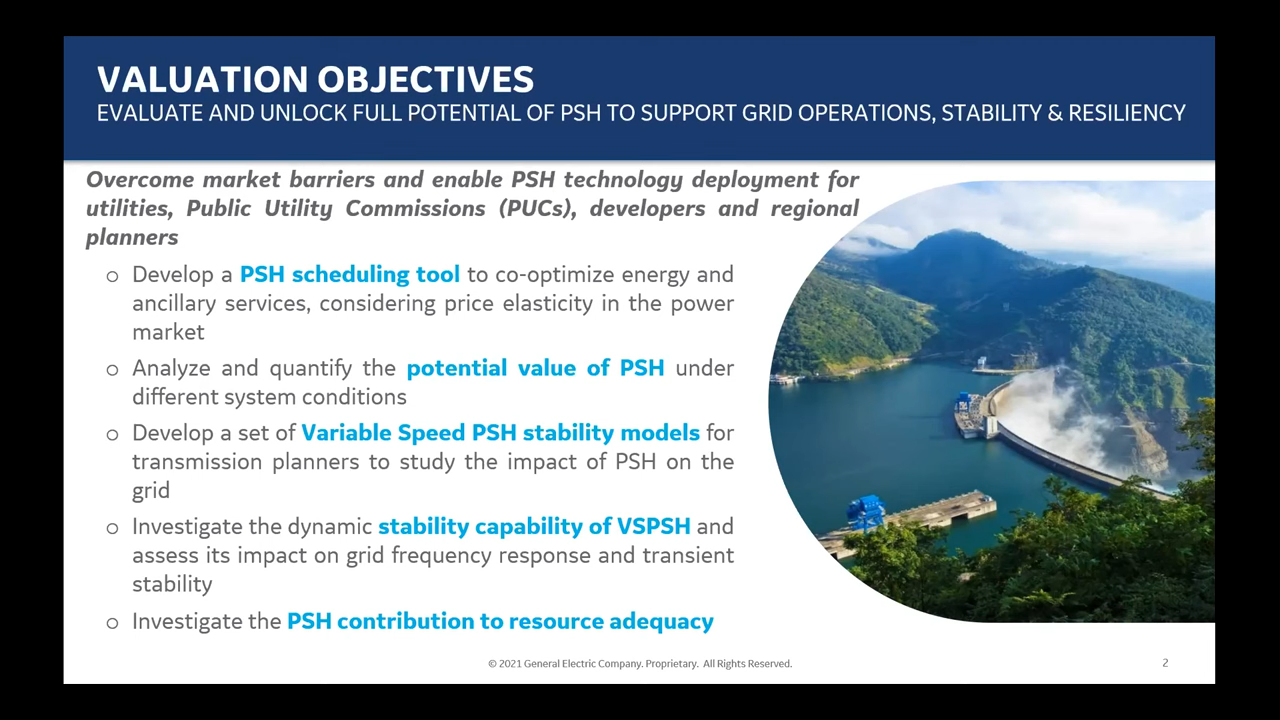 VALUATION OBJECTIVES
EVALUATE AND UNLOCK FULL POTENTIAL OF PSH TO SUPPORT GRID OPERATIONS, STABILITY & RESILIENCY
Overcome market barriers and enable PSH technology deployment for
utilities, Public Utility Commissions (PUCs), developers and regional
planners
o Develop a PSH scheduling tool to co-optimize energy and
ancillary services, considering price elasticity in the power
market
o Analyze and quantify the potential value of PSH under
different system conditions
o Develop a set of Variable Speed PSH stability models for
transmission planners to study the impact of PSH on the
grid
o Investigate the dynamic stability capability of VSPSH and
assess its impact on grid frequency response and transient
stability
o Investigate the PSH contribution to resource adequacy
© 2021 General Electric Company. Proprietary. All Rights Reserved.
2